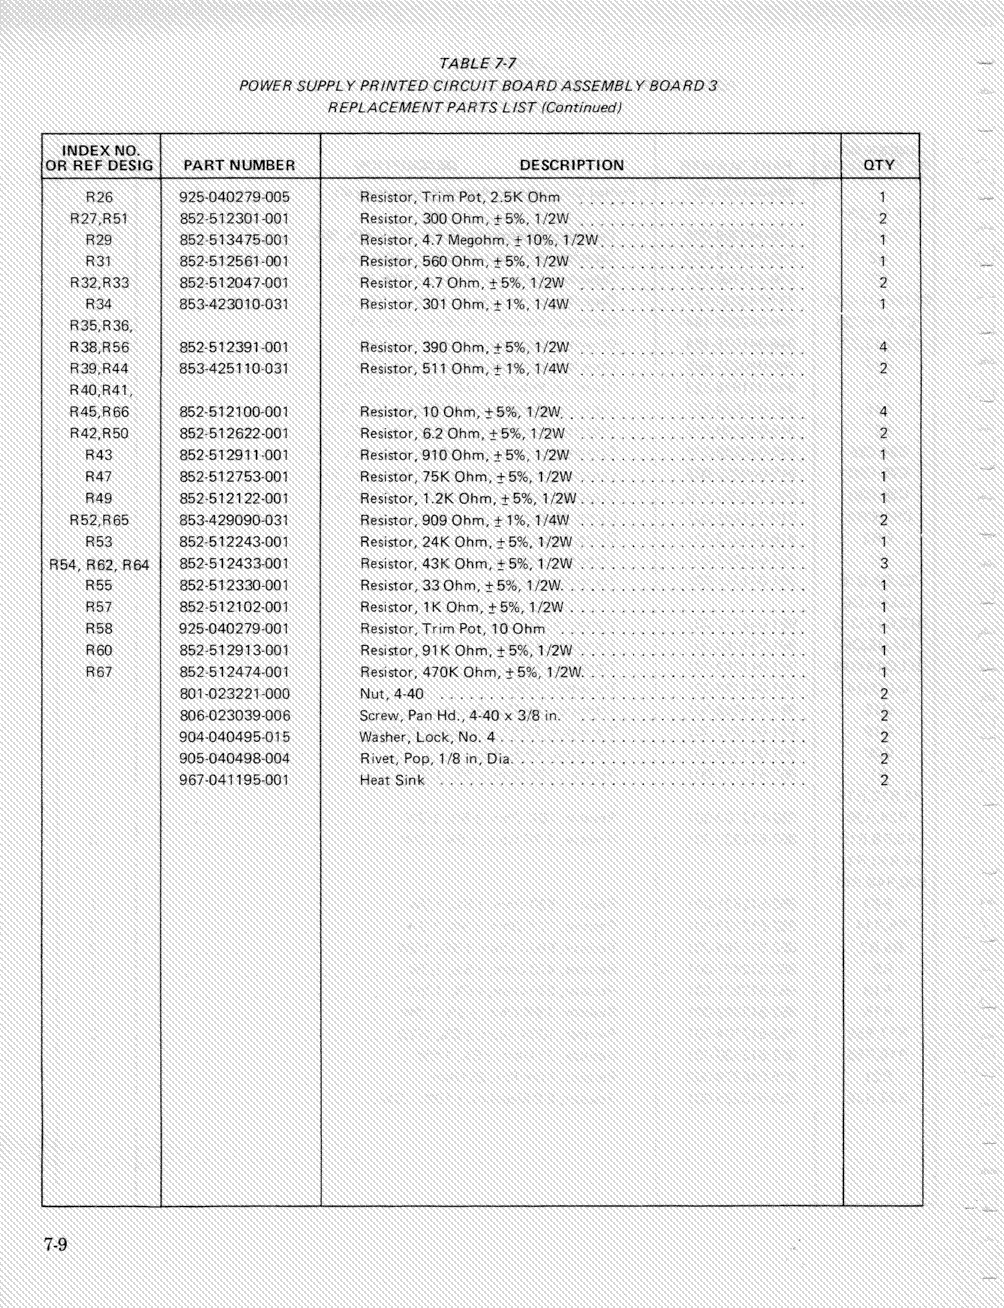 TABLE 7-7
POWER SUPPLY PRINTED CIRCUIT BOARD ASSEMBLY BOARD 3
REPLACEMENT PARTS LIST (Continued)
INDEX NO.
OR REF DESIG PART NUMBER DESCRIPTION QTY
R26 925-040279-005 Resistor, Trim Pot, 2.5K Ohm . . . . . . . . . . . . . . . . . . . . . . . 1
R27,R51 852-512301-001 Resistor, 300 Ohm, ±5%, 1/2W . . . . . . . . . . . . . . . . . . . . . . . 2
R29 852-513475-001 Resistor, 4.7 Megohm, ±10%, 1/2W. . . . . . . . . . . . . . . . . . . . . 1
R31 852-512561-001 Resistor, 560 Ohm, ±5%, 1/2W . . . . . . . . . . . . . . . . . . . . . . . 1
R32,R33 852-512047-001 Resistor, 4.7 Ohm, ±5%, 1/2W . . . . . . . . . . . . . . . . . . . . . . . 2
R34 853-423010-031 Resistor, 301 Ohm, ±1%, 1/4W . . . . . . . . . . . . . . . . . . . . . . . 1
R35,R36,
R38,R56 852-512391-001 Resistor, 390 Ohm, ±5%, 1/2W . . . . . . . . . . . . . . . . . . . . . . . 4
R39,R44 853-425110-031 Resistor, 511 Ohm, ±1%, 1/4W . . . . . . . . . . . . . . . . . . . . . . . 2
R40,R41,
R45,R66 852-512100-001 Resistor, 10 Ohm, ±5%, 1/2W. . . . . . . . . . . . . . . . . . . . . . . . . 4
R42,R50 852-512622-001 Resistor, 6.2 Ohm, ±5%, 1/2W . . . . . . . . . . . . . . . . . . . . . . . 2
R43 852-512911-001 Resistor, 910 Ohm, ±5%, 1/2W . . . . . . . . . . . . . . . . . . . . . . . 1
R47 852-512753-001 Resistor, 75K Ohm, ±5%, 1/2W . . . . . . . . . . . . . . . . . . . . . . . 1
R49 852-512122-001 Resistor, 1.2K Ohm, ±5%, 1/2W . . . . . . . . . . . . . . . . . . . . . . . 1
R52,R65 853-429090-031 Resistor, 909 Ohm, ±1%, 1/4W . . . . . . . . . . . . . . . . . . . . . . . 2
R53 852-512243-001 Resistor, 24K Ohm, ±5%, 1/2W . . . . . . . . . . . . . . . . . . . . . . . 1
R54, R62, R64 852-512433-001 Resistor, 43K Ohm, ±5%, 1/2W . . . . . . . . . . . . . . . . . . . . . . . 3
R55 852-512330-001 Resistor, 33 Ohm, ±5%, 1/2W. . . . . . . . . . . . . . . . . . . . . . . . . 1
R57 852-512102-001 Resistor, 1K Ohm, ±5%, 1/2W . . . . . . . . . . . . . . . . . . . . . . . . 1
R58 925-040279-001 Resistor, Trim Pot, 10 Ohm . . . . . . . . . . . . . . . . . . . . . . . . . 1
R60 852-512913-001 Resistor, 91K Ohm, ±5%, 1/2W . . . . . . . . . . . . . . . . . . . . . . . 1
R67 852-512474-001 Resistor, 470K Ohm, ±5%, 1/2W. . . . . . . . . . . . . . . . . . . . . . . 1
801-023221-000 Nut, 4-40 . . . . . . . . . . . . . . . . . . . . . . . . . . . . . . . . . . . . . 2
806-023039-006 Screw, Pan Hd., 4-40 x 3/8 in. . . . . . . . . . . . . . . . . . . . . . . . 2
904-040495-015 Washer, Lock, No. 4 . . . . . . . . . . . . . . . . . . . . . . . . . . . . . . . 2
905-040498-004 Rivet, Pop, 1/8 in, Dia. . . . . . . . . . . . . . . . . . . . . . . . . . . . . . 2
967-041195-001 Heat Sink . . . . . . . . . . . . . . . . . . . . . . . . . . . . . . . . . . . . . 2
7-9